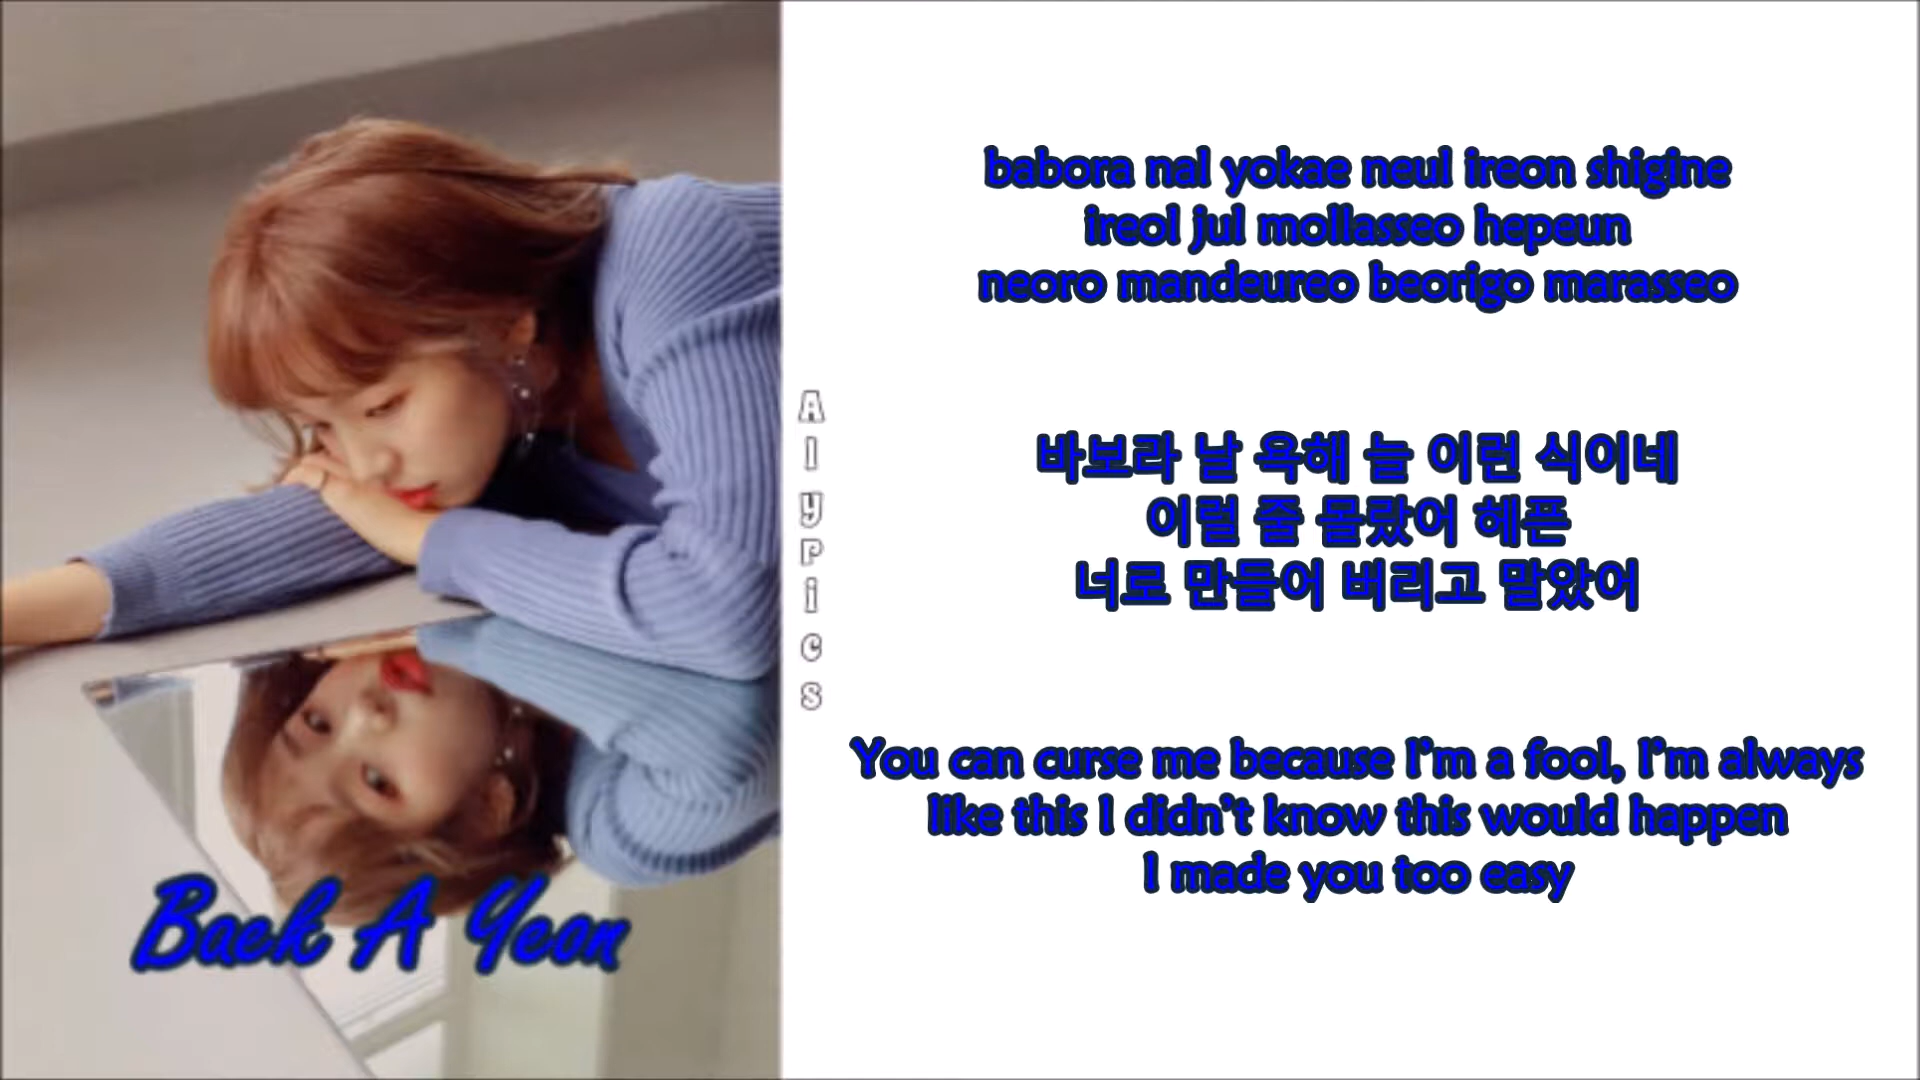 babora nal yokae neul ireon shigine
ireol jul mollasseo hepeun
neoro mandeureo beorigo marasseo
바보라 날 욕해 늘 이런 식이네
이럴 줄 몰랐어 헤픈
너로 만들어 버리고 말았어
You can curse me because I'm a fool, I'm always
like this I didn't know this would happen
I made you too easy
AlyPics
Baek A Yeon